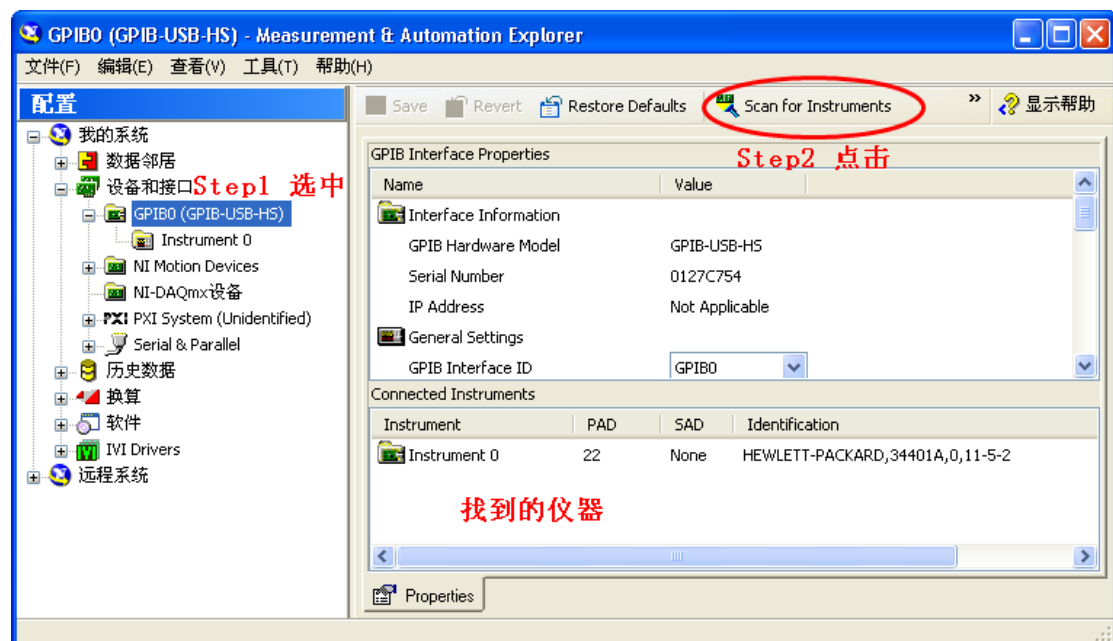 GPIB0 (GPIB-USB-HS) - Measurement & Automation Explorer
文件(F) 编辑(E) 查看(V) 工具(T) 帮助(H)
配置
Save Revert Restore Defaults Scan for Instruments » 显示帮助
Step2 点击
我的系统
数据邻居
设备和接口
Step1 选中
GPIB0 (GPIB-USB-HS)
Instrument 0
NI Motion Devices
NI-DAQmx设备
PXI PXI System (Unidentified)
Serial & Parallel
历史数据
换算
软件
IVI Drivers
远程系统
GPIB Interface Properties
Name Value
Interface Information
GPIB Hardware Model GPIB-USB-HS
Serial Number 0127C754
IP Address Not Applicable
General Settings
GPIB Interface ID GPIB0
Connected Instruments
Instrument PAD SAD Identification
Instrument 0 22 None HEWLETT-PACKARD,34401A,0,11-5-2
找到的仪器
Properties